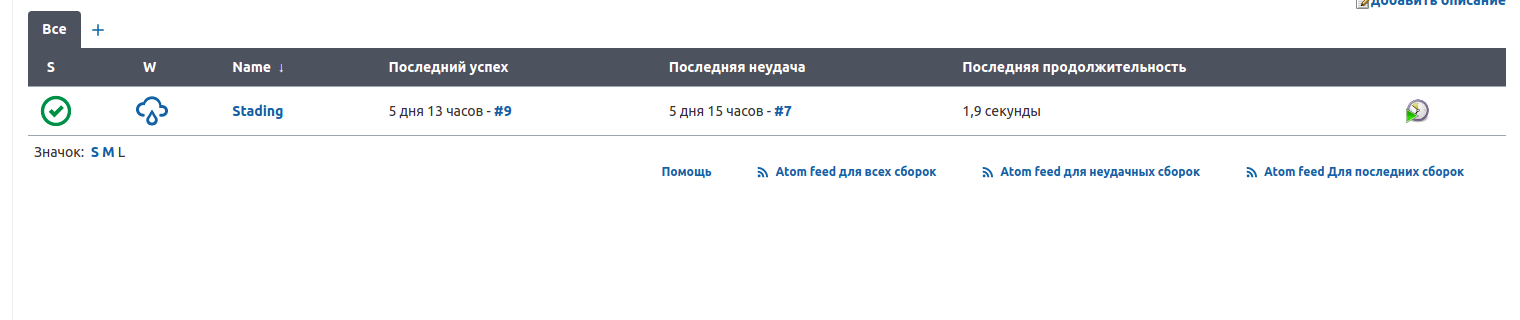 добавить описание
Все +
S W Name ↓ Последний успех Последняя неудача Последняя продолжительность
Stading 5 дня 13 часов - #9 5 дня 15 часов - #7 1,9 секунды
Значок: S M L
Помощь Atom feed для всех сборок Atom feed для неудачных сборок Atom feed Для последних сборок